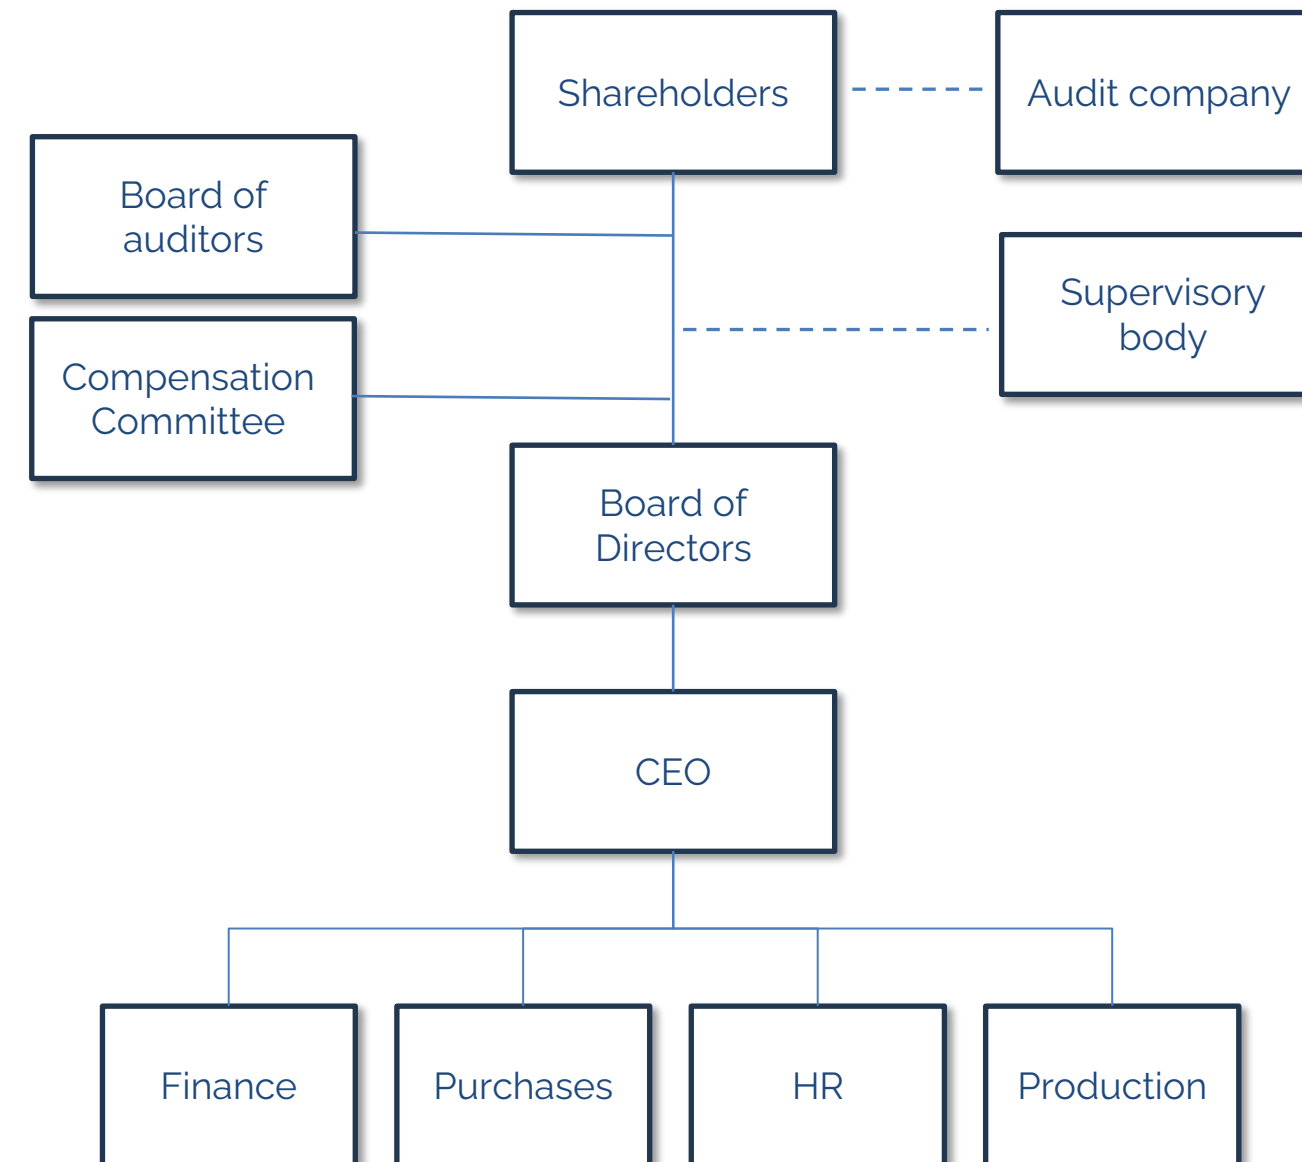 Shareholders
Audit company
Board of
auditors
Supervisory
body
Compensation
Committee
Board of
Directors
CEO
Finance
Purchases
HR
Production